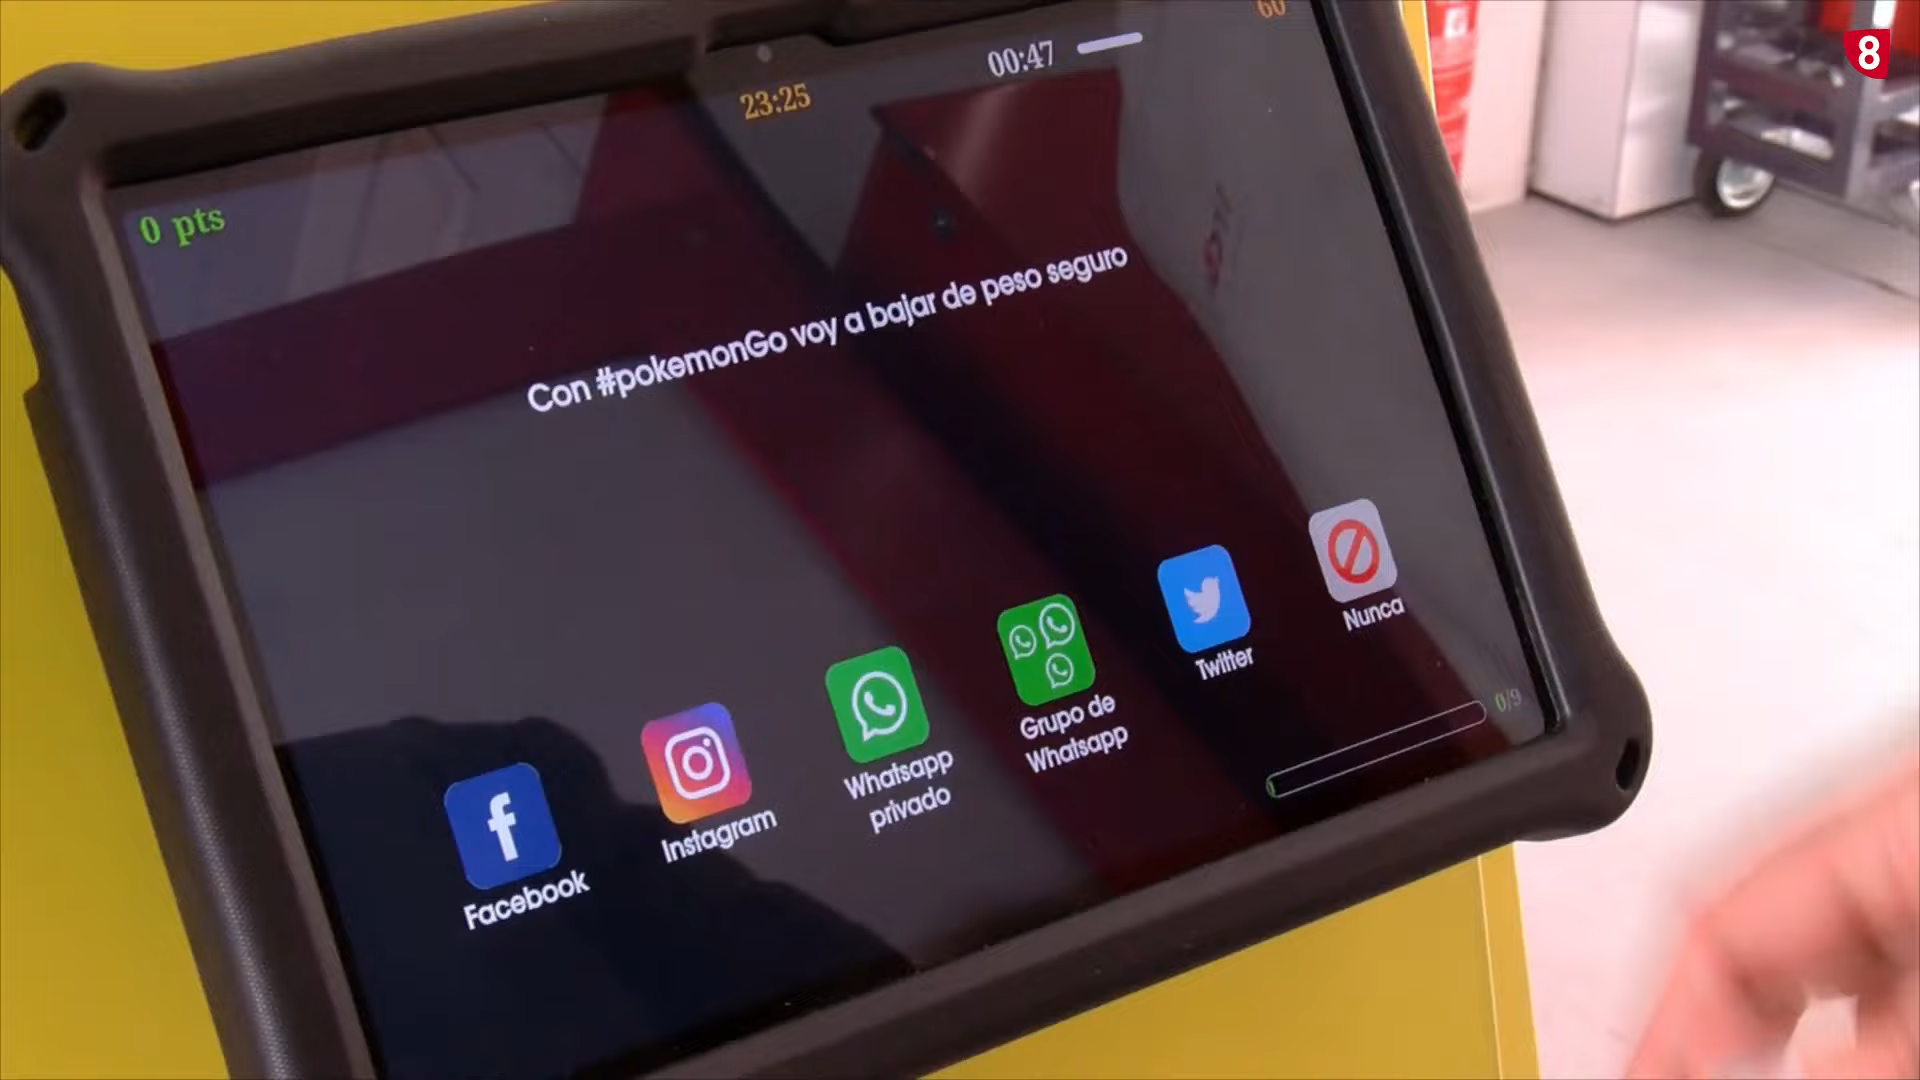 60
00:47
23:25
0 pts
Con #pokemonGo voy a bajar de peso seguro
Nunca
Twitter
Grupo de
Whatsapp
Whatsapp
privado
Instagram
Facebook
0/9
8